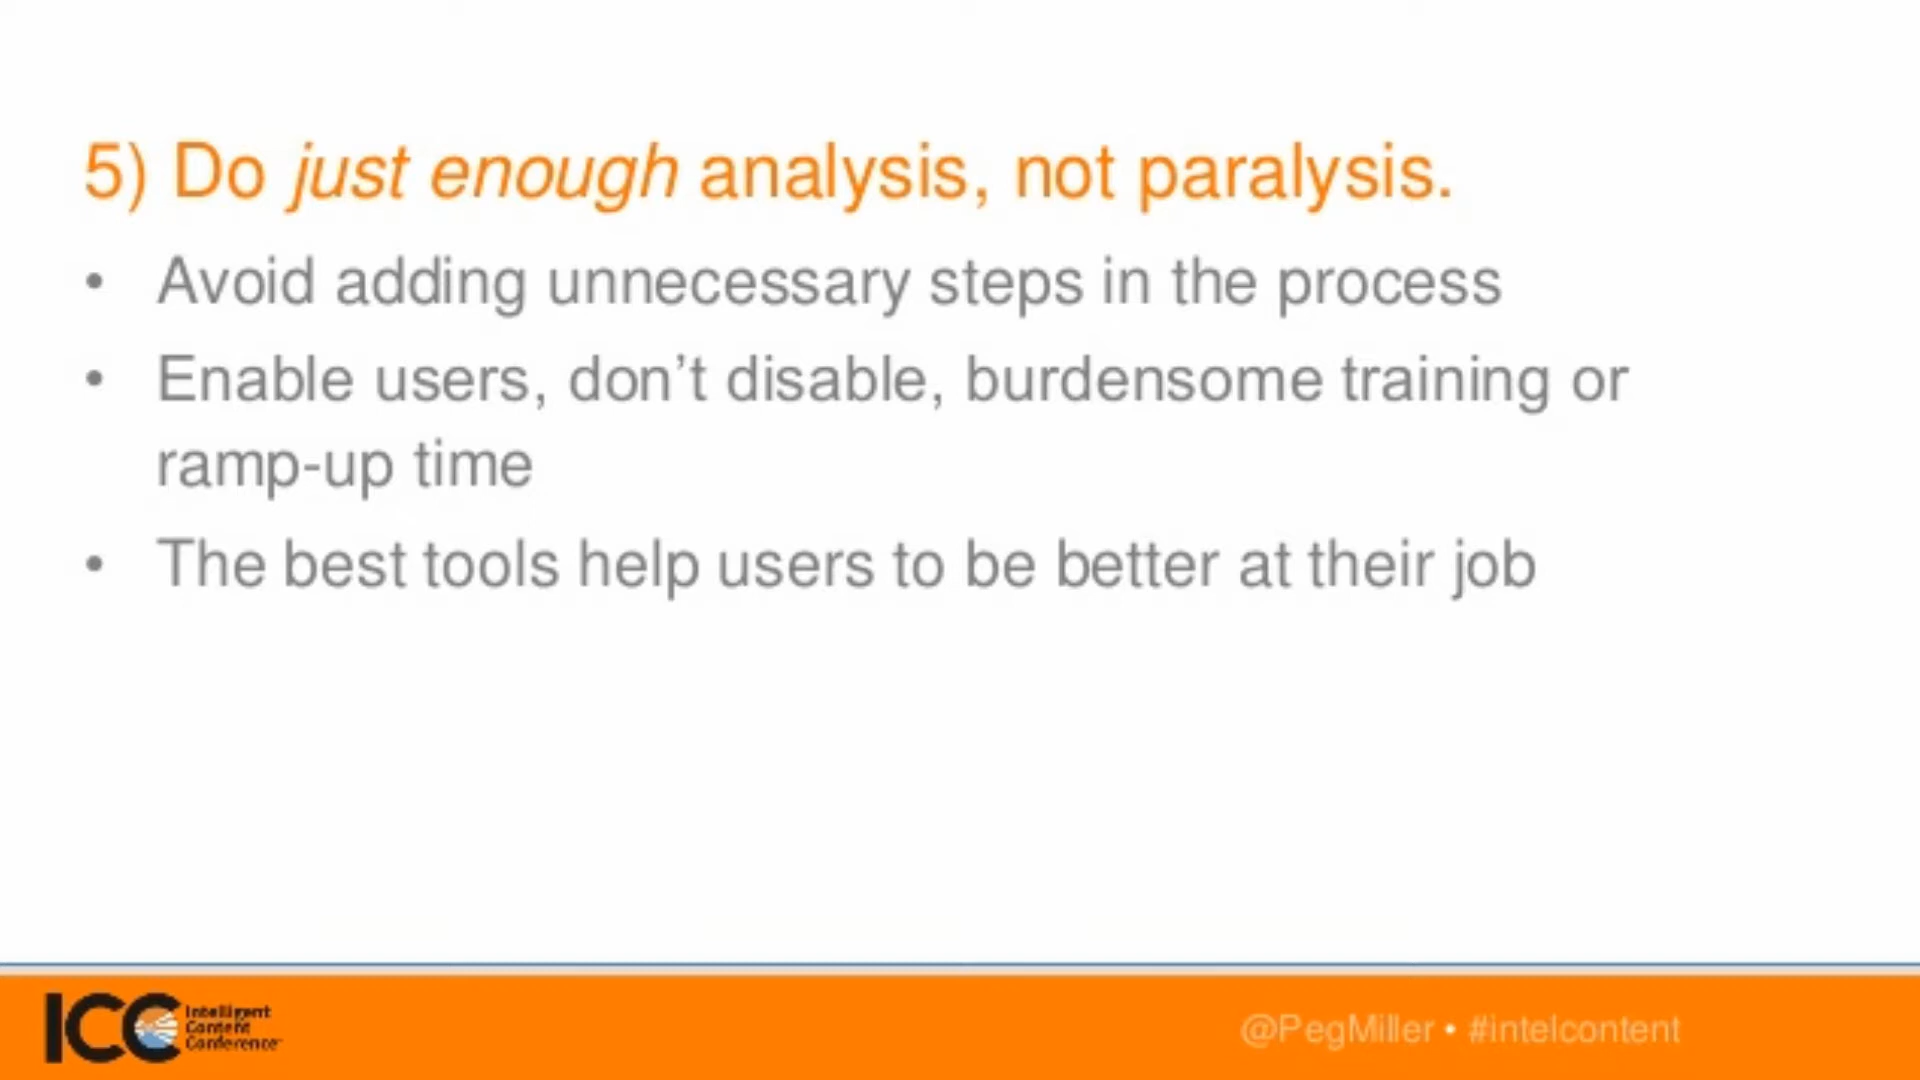 5) Do just enough analysis, not paralysis.
• Avoid adding unnecessary steps in the process
• Enable users, don’t disable, burdensome training or
ramp-up time
• The best tools help users to be better at their job
ICC
Intelligent
Content
Conference
@PegMiller • #intelcontent